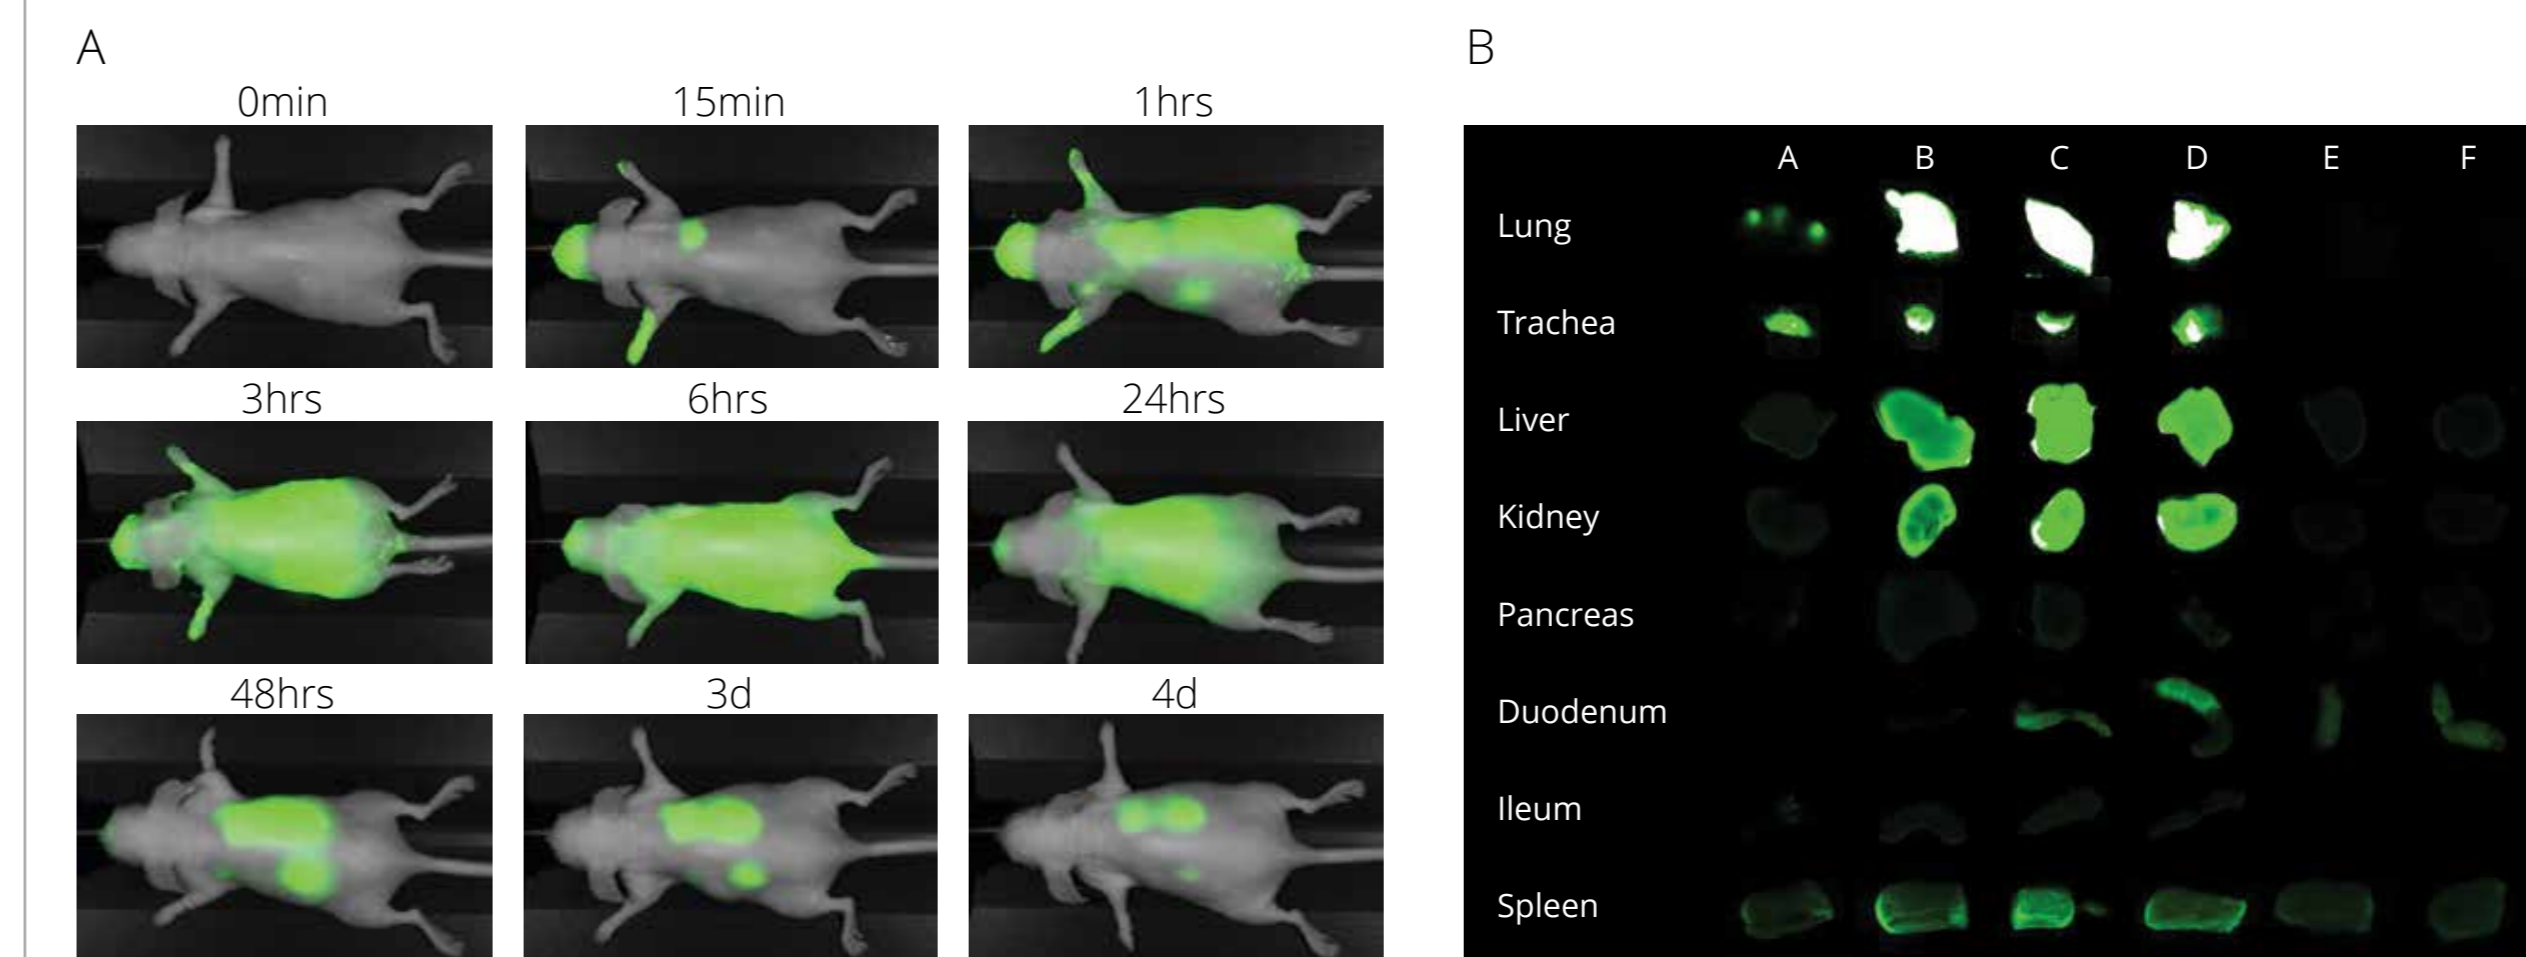 A
0min
15min
1hrs
3hrs
6hrs
24hrs
48hrs
3d
4d
B
A B C D E F
Lung
Trachea
Liver
Kidney
Pancreas
Duodenum
Ileum
Spleen